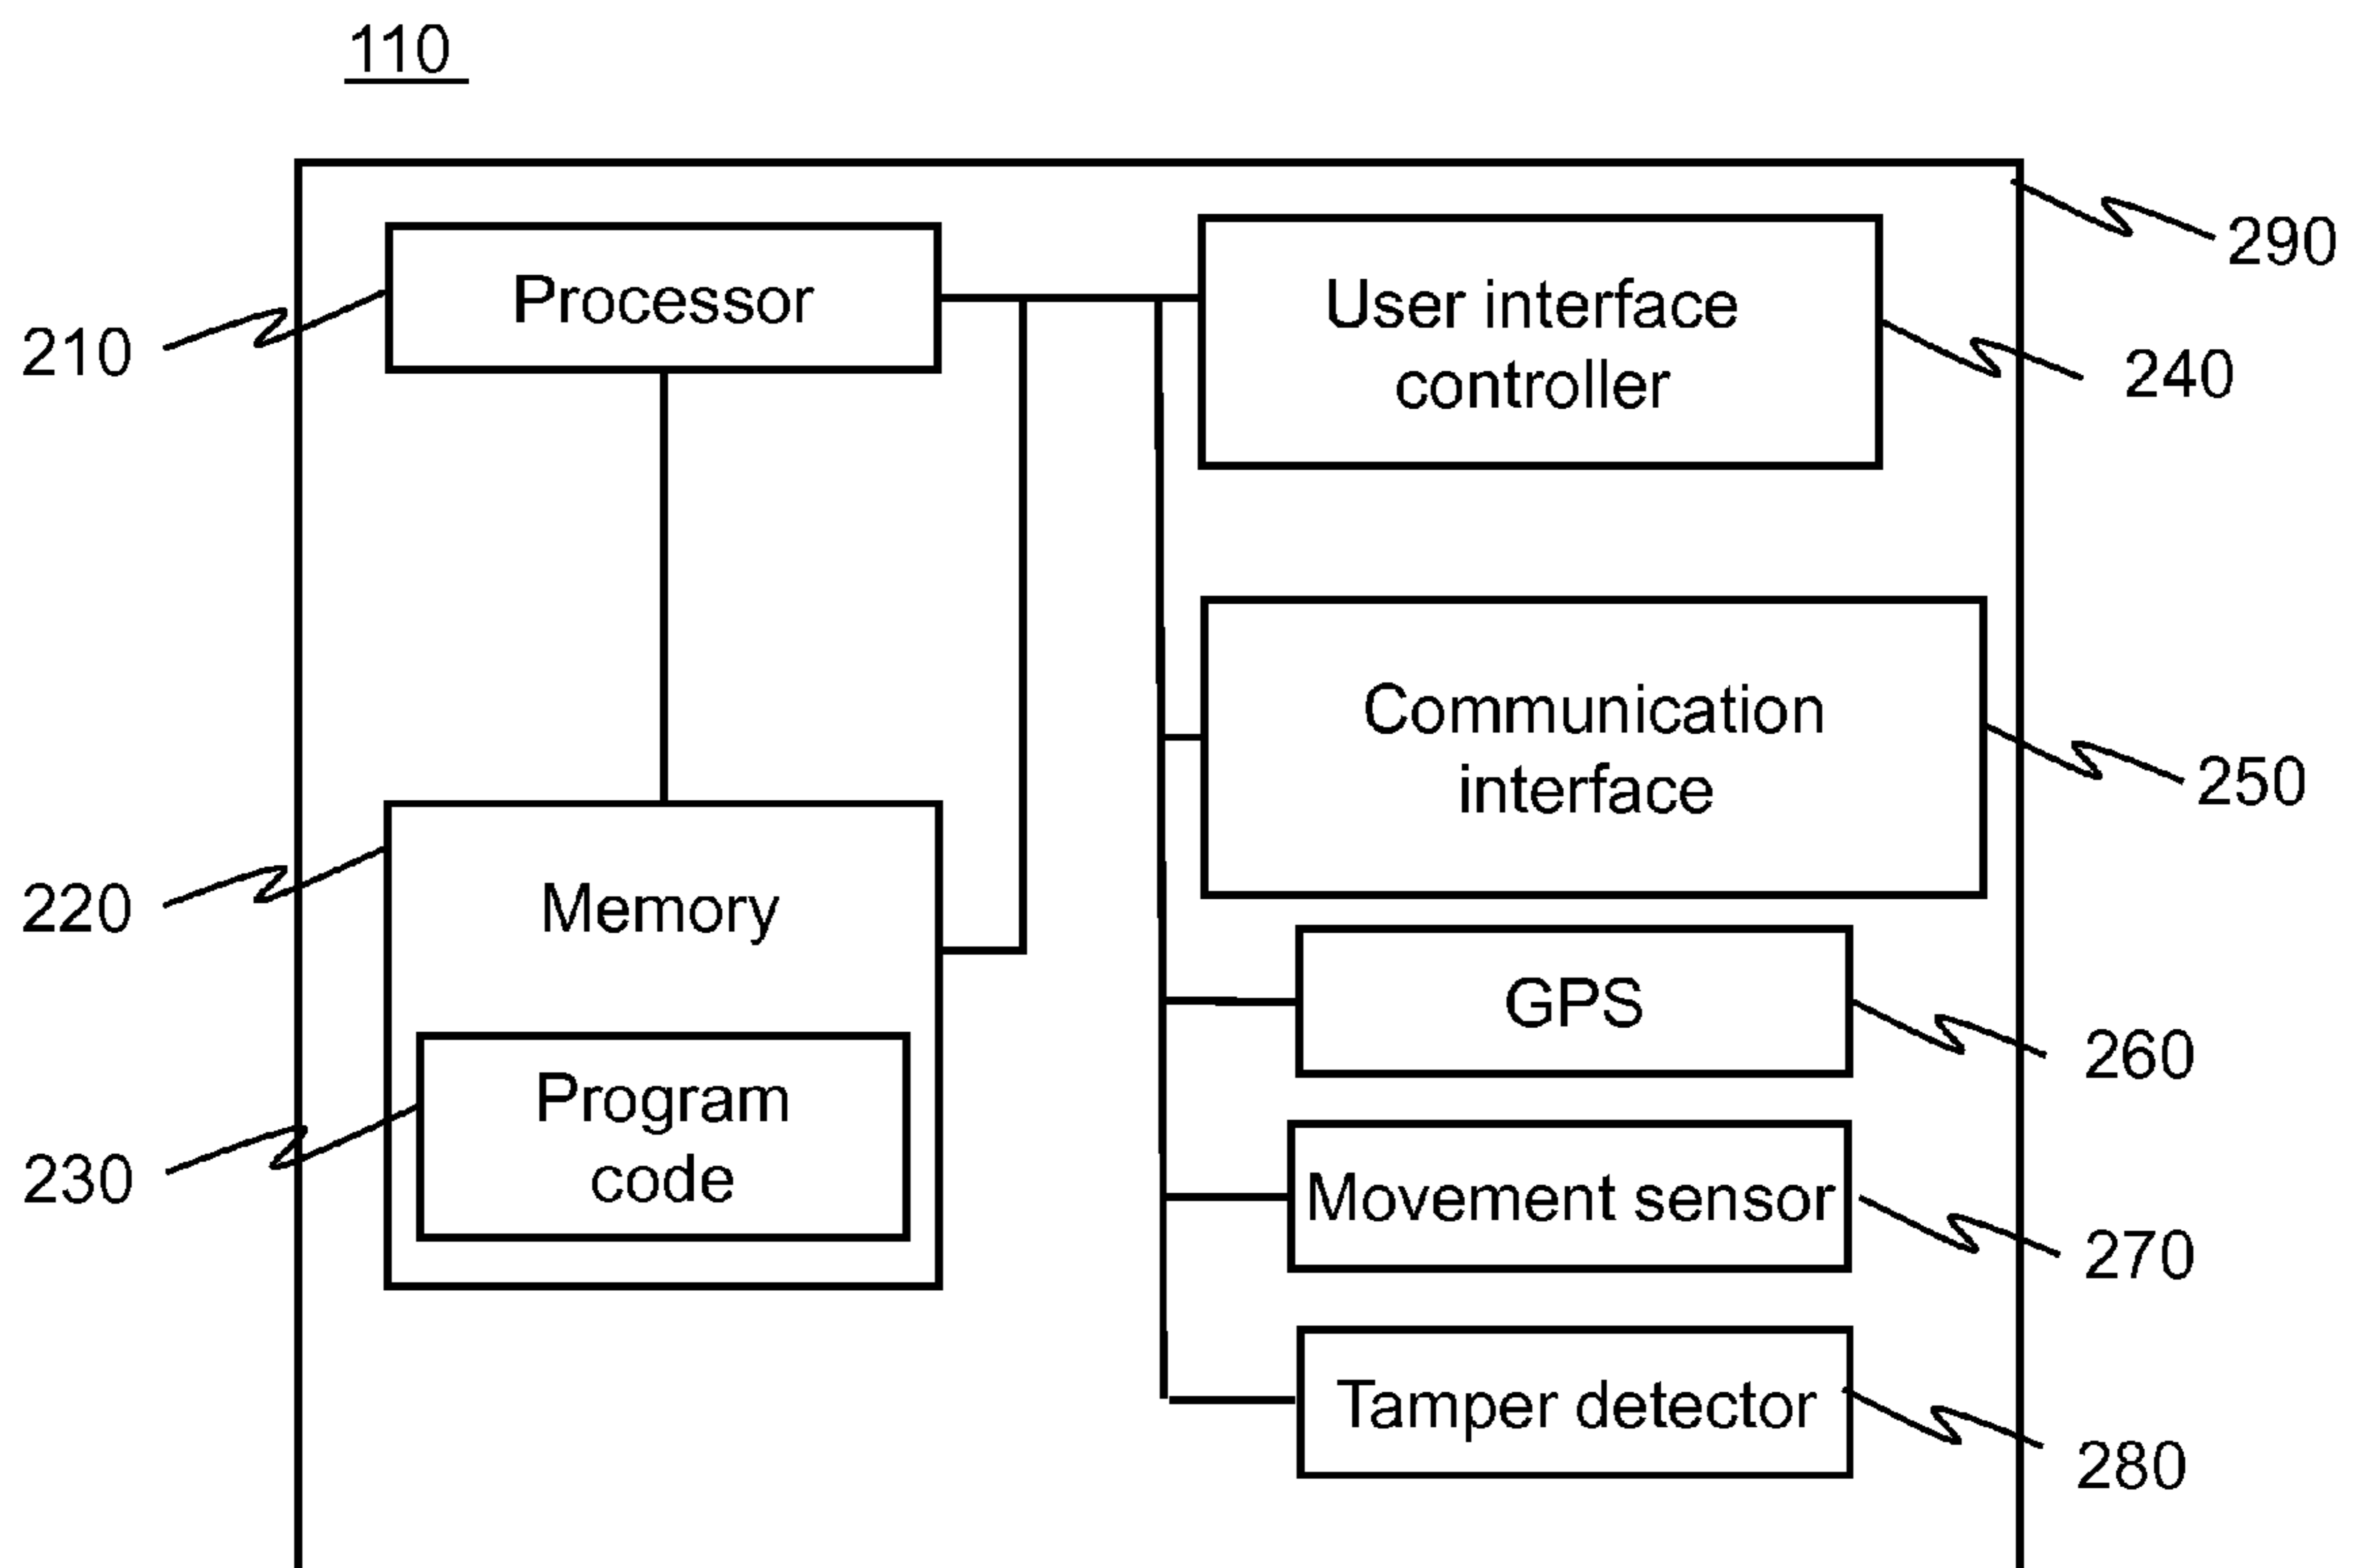 110
Processor
210
User interface
controller
290
240
Communication
interface
250
Memory
220
GPS
260
Program
code
230
Movement sensor
270
Tamper detector
280